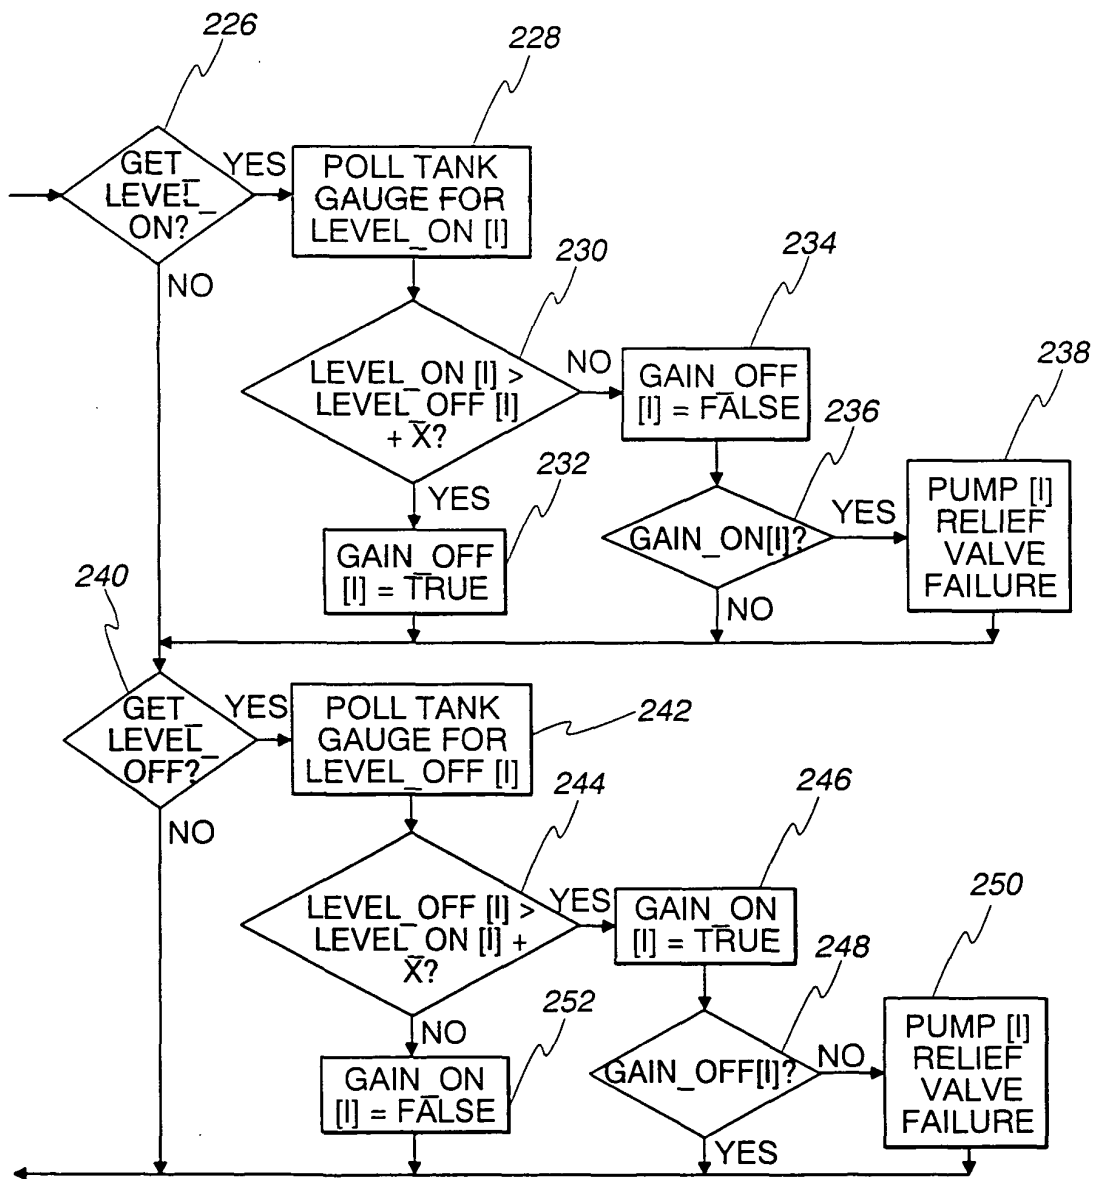 226
228
GET
LEVEL_
ON?
YES
POLL TANK
GAUGE FOR
LEVEL_ON [I]
NO
230
234
LEVEL_ON [I] >
LEVEL_OFF [I]
+ X?
NO
GAIN_OFF
[I] = FALSE
236
238
YES
232
GAIN_OFF
[I] = TRUE
GAIN_ON[I]?
YES
PUMP [I]
RELIEF
VALVE
FAILURE
NO
240
GET
LEVEL_
OFF?
YES
POLL TANK
GAUGE FOR
LEVEL_OFF [I]
242
NO
244
246
LEVEL_OFF [I] >
LEVEL_ON [I] +
X?
YES
GAIN_ON
[I] = TRUE
248
250
NO
252
GAIN_ON
[I] = FALSE
GAIN_OFF[I]?
NO
PUMP [I]
RELIEF
VALVE
FAILURE
YES